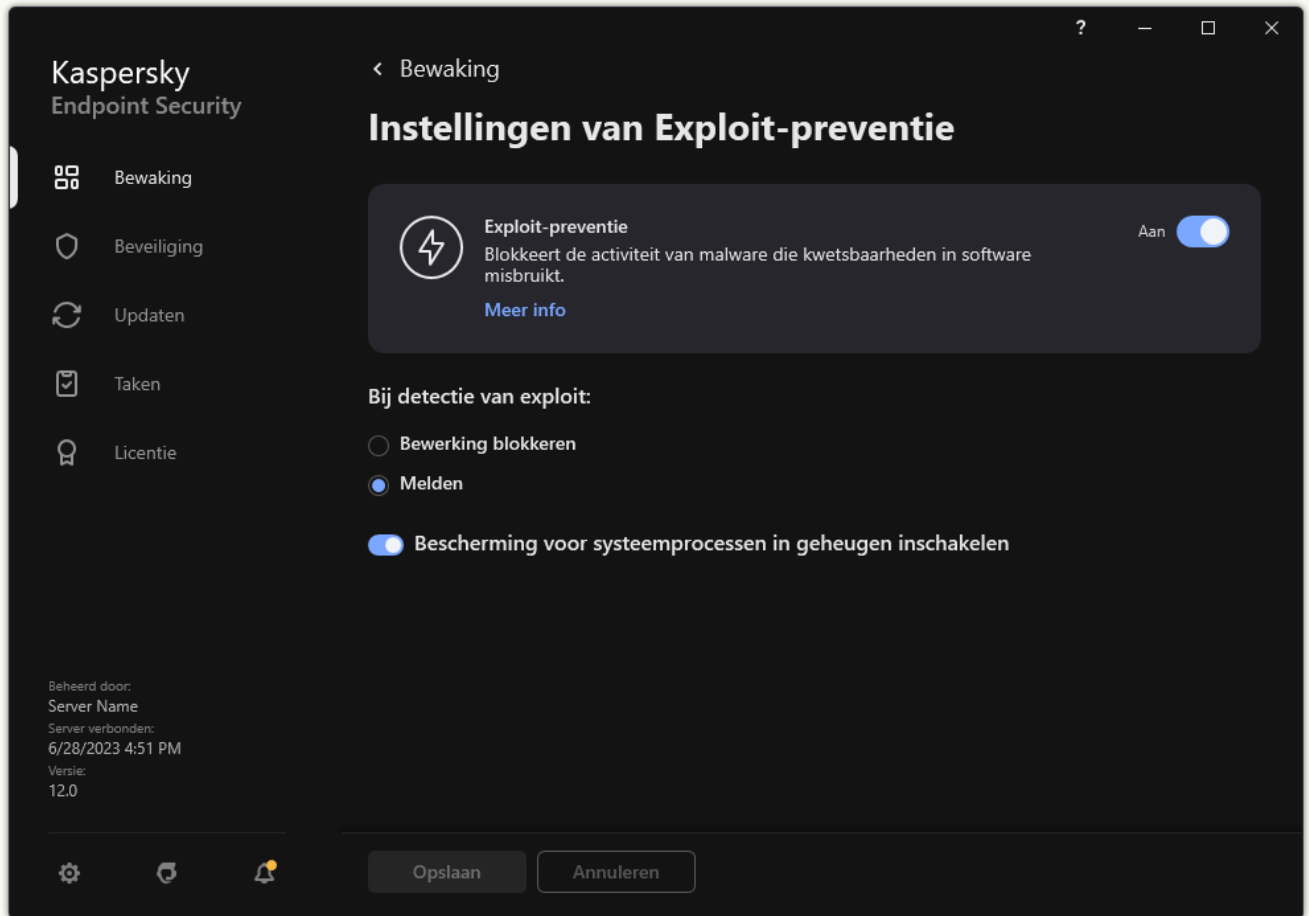 ?
Kaspersky
Endpoint Security
Bewaking
Beveiliging
Updaten
Taken
Licentie
Beheerd door:
Server Name
Server verbonden:
6/28/2023 4:51 PM
Versie:
12.0
Bewaking
Instellingen van Exploit-preventie
Exploit-preventie
Blokkeert de activiteit van malware die kwetsbaarheden in software
misbruikt.
Meer info
Aan
Bij detectie van exploit:
Bewerking blokkeren
Melden
Bescherming voor systeemprocessen in geheugen inschakelen
Opslaan
Annuleren